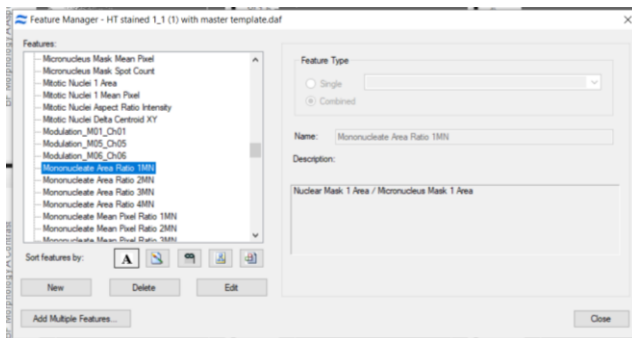 Feature Manager - HT stained 1_1 (1) with master template.daf
Features:
Micronucleus Mask Mean Pixel
Micronucleus Mask Spot Count
Mitotic Nuclei 1 Area
Mitotic Nuclei 1 Mean Pixel
Mitotic Nuclei Aspect Ratio Intensity
Mitotic Nuclei Delta Centroid XY
Modulation_M01_Ch01
Modulation_M05_Ch05
Modulation_M06_Ch06
Mononucleate Area Ratio 1MN
Mononucleate Area Ratio 2MN
Mononucleate Area Ratio 3MN
Mononucleate Area Ratio 4MN
Mononucleate Mean Pixel Ratio 1MN
Mononucleate Mean Pixel Ratio 2MN
Mononucleate Mean Pixel Ratio 3MN
Sort features by:
A
New
Delete
Edit
Add Multiple Features...
Feature Type
Single
Combined
Name:
Mononucleate Area Ratio 1MN
Description:
Nuclear Mask 1 Area / Micronucleus Mask 1 Area
Close